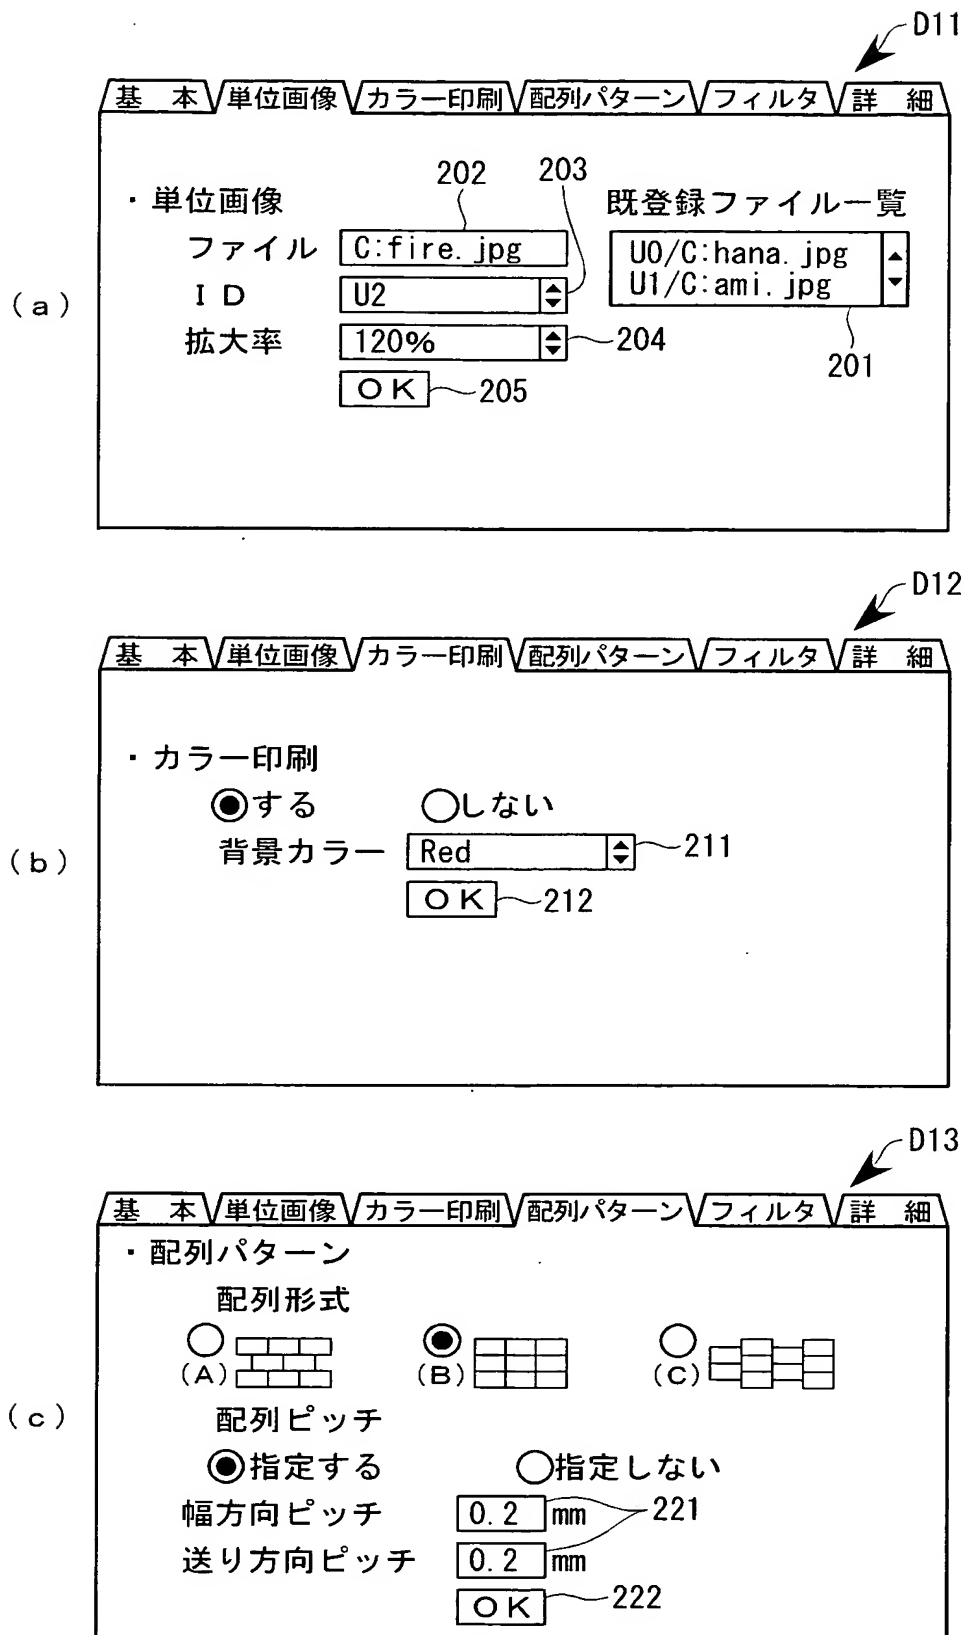 D11
基 本 単位画像 カラー印刷 配列パターン フィルタ 詳 細
202 203
・単位画像 既登録ファイル一覧
ファイル C:fire.jpg U0/C:hana.jpg
(a) ID U2 U1/C:ami.jpg
拡大率 120% 204 201
OK 205
D12
基 本 単位画像 カラー印刷 配列パターン フィルタ 詳 細
・カラー印刷
する しない
(b) 背景カラー Red 211
OK 212
D13
基 本 単位画像 カラー印刷 配列パターン フィルタ 詳 細
・配列パターン
配列形式
(A) (B) (C)
(c) 配列ピッチ
指定する 指定しない
幅方向ピッチ 0.2 mm 221
送り方向ピッチ 0.2 mm
OK 222